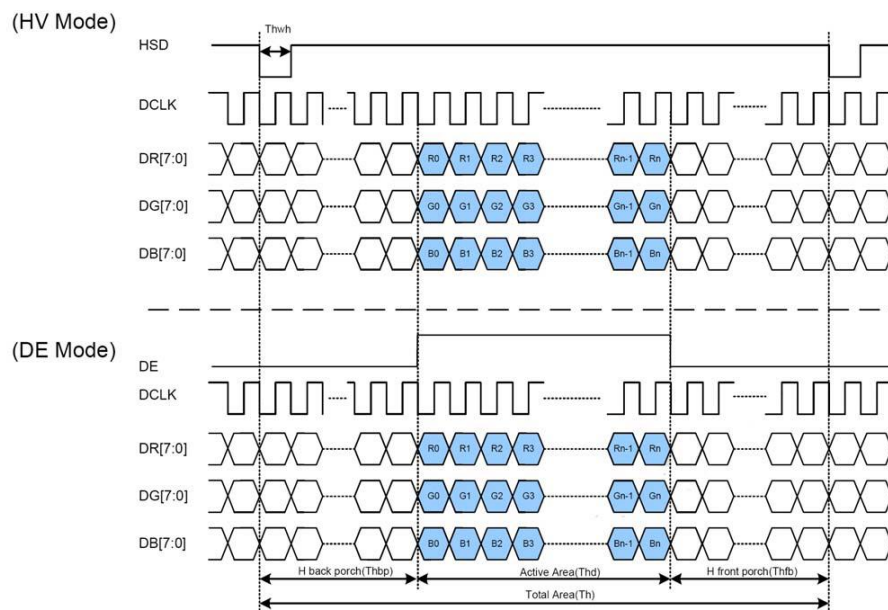 (HV Mode)
Thwh
HSD
DCLK
DR[7:0] R0 R1 R2 R3 Rn-1 Rn
DG[7:0] G0 G1 G2 G3 Gn-1 Gn
DB[7:0] B0 B1 B2 B3 Bn-1 Bn
(DE Mode)
DE
DCLK
DR[7:0] R0 R1 R2 R3 Rn-1 Rn
DG[7:0] G0 G1 G2 G3 Gn-1 Gn
DB[7:0] B0 B1 B2 B3 Bn-1 Bn
H back porch(Thbp) Active Area(Thd) H front porch(Thfb)
Total Area(Th)